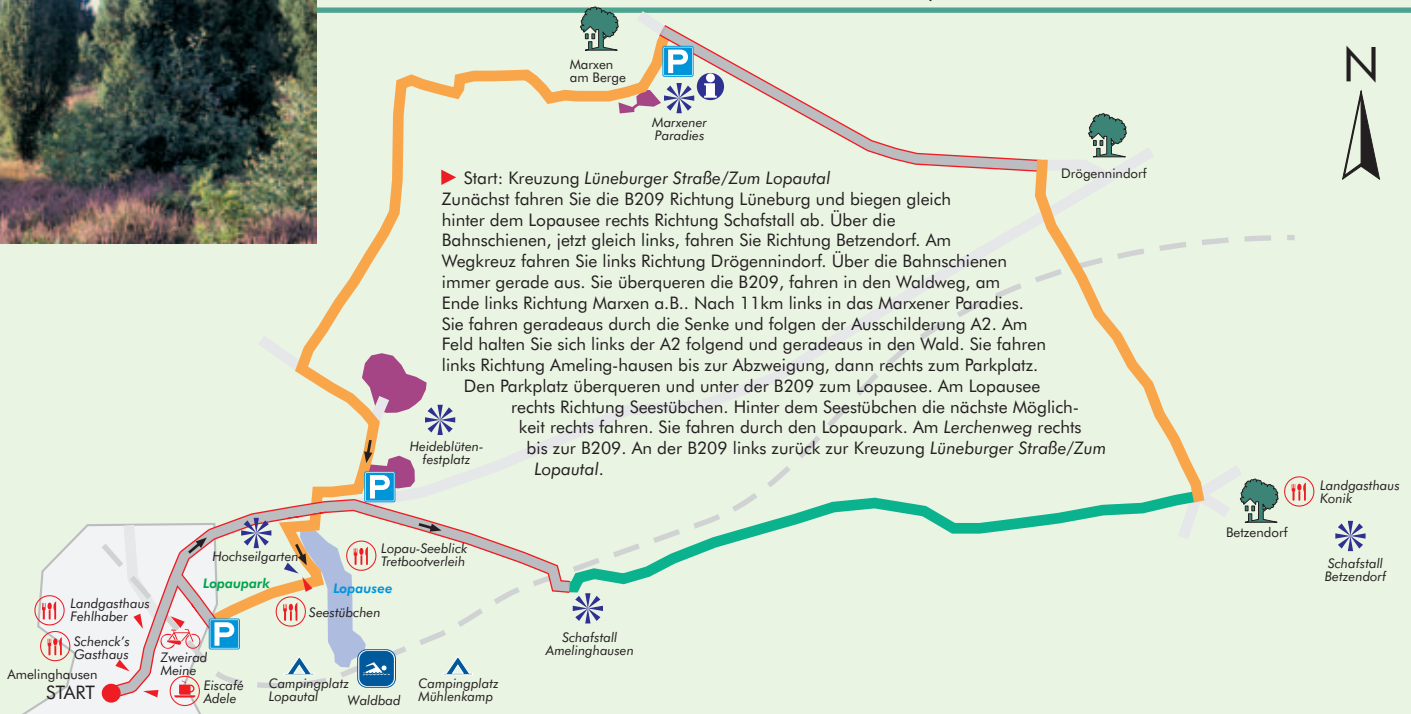 Marxen
am Berge
P
i
Marxener
Paradies
N
Drögennindorf
Start: Kreuzung Lüneburger Straße/Zum Lopautal
Zunächst fahren Sie die B209 Richtung Lüneburg und biegen gleich
hinter dem Lopausee rechts Richtung Schafstall ab. Über die
Bahnschienen, jetzt gleich links, fahren Sie Richtung Betzendorf. Am
Wegkreuz fahren Sie links Richtung Drögennindorf. Über die Bahnschienen
immer gerade aus. Sie überqueren die B209, fahren in den Waldweg, am
Ende links Richtung Marxen a.B.. Nach 11km links in das Marxener Paradies.
Sie fahren geradeaus durch die Senke und folgen der Ausschilderung A2. Am
Feld halten Sie sich links der A2 folgend und geradeaus in den Wald. Sie fahren
links Richtung Ameling-hausen bis zur Abzweigung, dann rechts zum Parkplatz.
Den Parkplatz überqueren und unter der B209 zum Lopausee. Am Lopausee
rechts Richtung Seestübchen. Hinter dem Seestübchen die nächste Möglich-
keit rechts fahren. Sie fahren durch den Lopaupark. Am Lerchenweg rechts
bis zur B209. An der B209 links zurück zur Kreuzung Lüneburger Straße/Zum
Lopautal.
Heideblüten-
festplatz
P
Landgasthaus
Konik
Betzendorf
Schafstall
Betzendorf
Hochseilgarten
Lopau-Seeblick
Tretbootverleih
Lopaupark
Lopausee
Seestübchen
Landgasthaus
Fehlhaber
P
Schenck's
Gasthaus
Zweirad
Meine
Schafstall
Amelinghausen
Amelinghausen
START
Eiscafé
Adele
Campingplatz
Lopautal
Waldbad
Campingplatz
Mühlenkamp